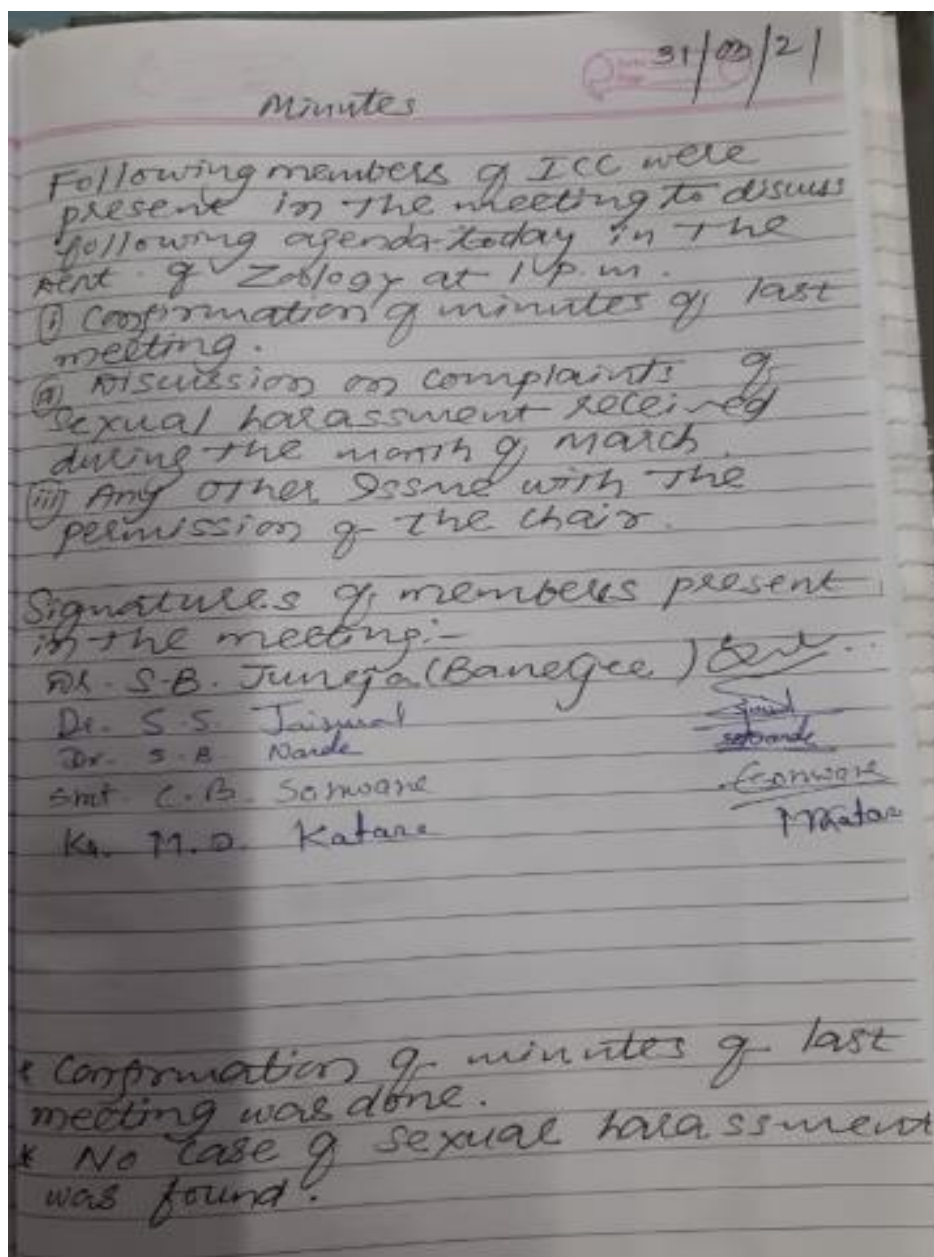 31/03/21
Minutes
Following members of ICC were
present in the meeting to discuss
following agenda today in the
Dept. of Zoology at 1 p.m.
(i) Confirmation of minutes of last
meeting.
(ii) Discussion on complaints of
sexual harassment received
during the month of March.
(iii) Any other Issue with the
permission of the chair.
Signatures of members present
in the meeting:-
Dr. S.B. Juneja (Banerjee)
Dr. S.S. Jaiswal
Dr. S.B. Narde
Smt. C.B. Sonwane
Ku. M.D. Katare
* Confirmation of minutes of last
meeting was done.
* No case of sexual harassment
was found.